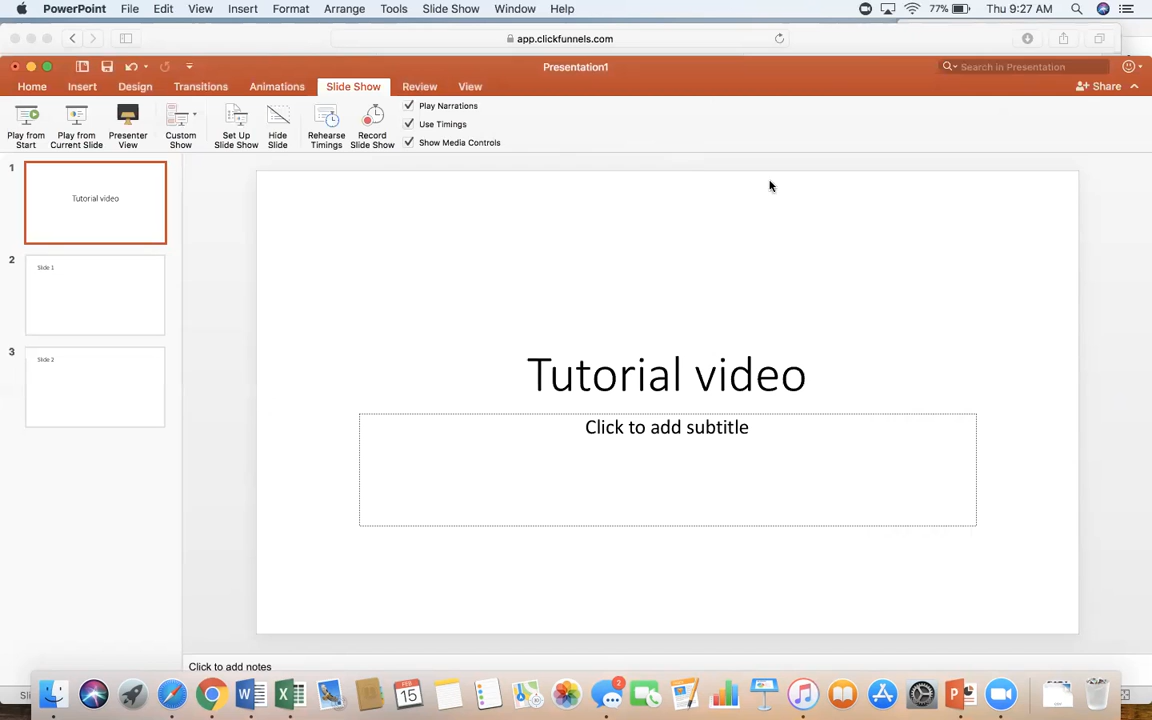 PowerPoint File Edit View Insert Format Arrange Tools Slide Show Window Help 77% Thu 9:27 AM
app.clickfunnels.com
Presentation1 Search in Presentation
Home Insert Design Transitions Animations Slide Show Review View Share
Play from Start
Play from Current Slide
Presenter View
Custom Show
Set Up Slide Show
Hide Slide
Rehearse Timings
Record Slide Show
Play Narrations
Use Timings
Show Media Controls
1
Tutorial video
2
Slide 1
3
Slide 2
Tutorial video
Click to add subtitle
Click to add notes
FEB
15
2